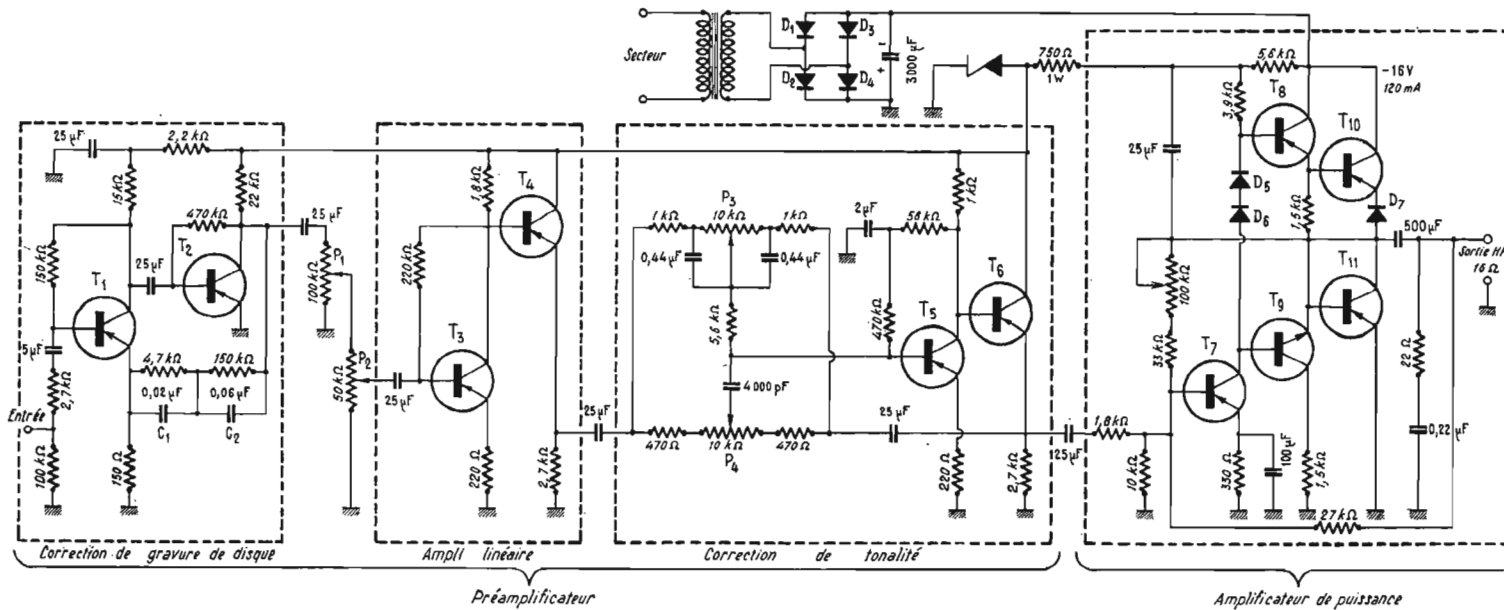 Secteur
D1
D3
D2
D4
3000 µF
-
+
750 Ω
1W
5,6 kΩ
-16V
120 mA
3,9 kΩ
T8
T10
25 µF
D5
D6
1,5 kΩ
D7
500 µF
Sortie HP
16 Ω
100 kΩ
33 kΩ
T7
T9
T11
22 Ω
0,22 µF
1,8 kΩ
10 kΩ
330 Ω
100 µF
1,5 kΩ
27 kΩ
125 µF
Amplificateur de puissance
25 µF
2,2 kΩ
15 kΩ
22 kΩ
470 kΩ
150 kΩ
T1
25 µF
T2
5 µF
2,7 kΩ
Entrée
100 kΩ
4,7 kΩ
150 kΩ
0,02 µF
0,06 µF
C1
C2
150 Ω
Correction de gravure de disque
25 µF
P1
100 kΩ
P2
50 kΩ
25 µF
1,8 kΩ
T4
220 kΩ
T3
220 Ω
2,7 kΩ
Ampli linéaire
25 µF
P3
1 kΩ
10 kΩ
1 kΩ
0,44 µF
0,44 µF
5,6 kΩ
4000 pF
470 Ω
10 kΩ
470 Ω
P4
2 µF
56 kΩ
1 kΩ
470 kΩ
T5
T6
25 µF
220 Ω
2,7 kΩ
Correction de tonalité
Préamplificateur